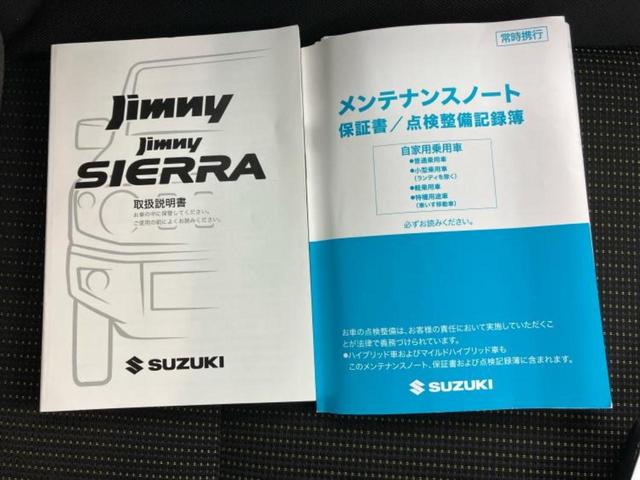 Jimny
Jimny
SIERRA
取扱説明書
お車の中に保管してください。
ご使用の前によくお読みください。
SUZUKI
常時携行
メンテナンスノート
保証書/点検整備記録簿
自家用乗用車
●普通乗用車
●小型乗用車
(ランディを除く)
●軽乗用車
●特種用途車
(車いす移動車)
必ずお読みください。
お車の点検整備は、お客様の責任において実施していただくこ
とが法律で義務づけられています。
●ハイブリッド車およびマイルドハイブリッド車も
このメンテナンスノート、保証書および点検記録簿に含まれます。
SUZUKI